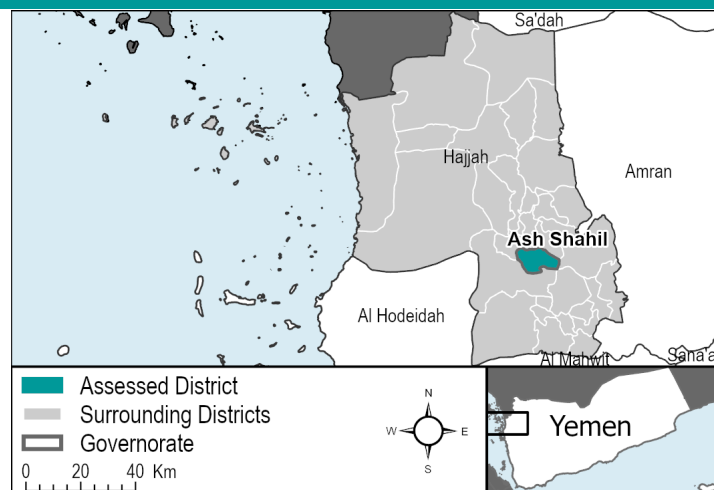 Sa'dah
Hajjah
Amran
Ash Shahil
Al Hodeidah
Al Mahwit
Sana'a
Assessed District
Surrounding Districts
Governorate
0 20 40 Km
N
W E
S
Yemen